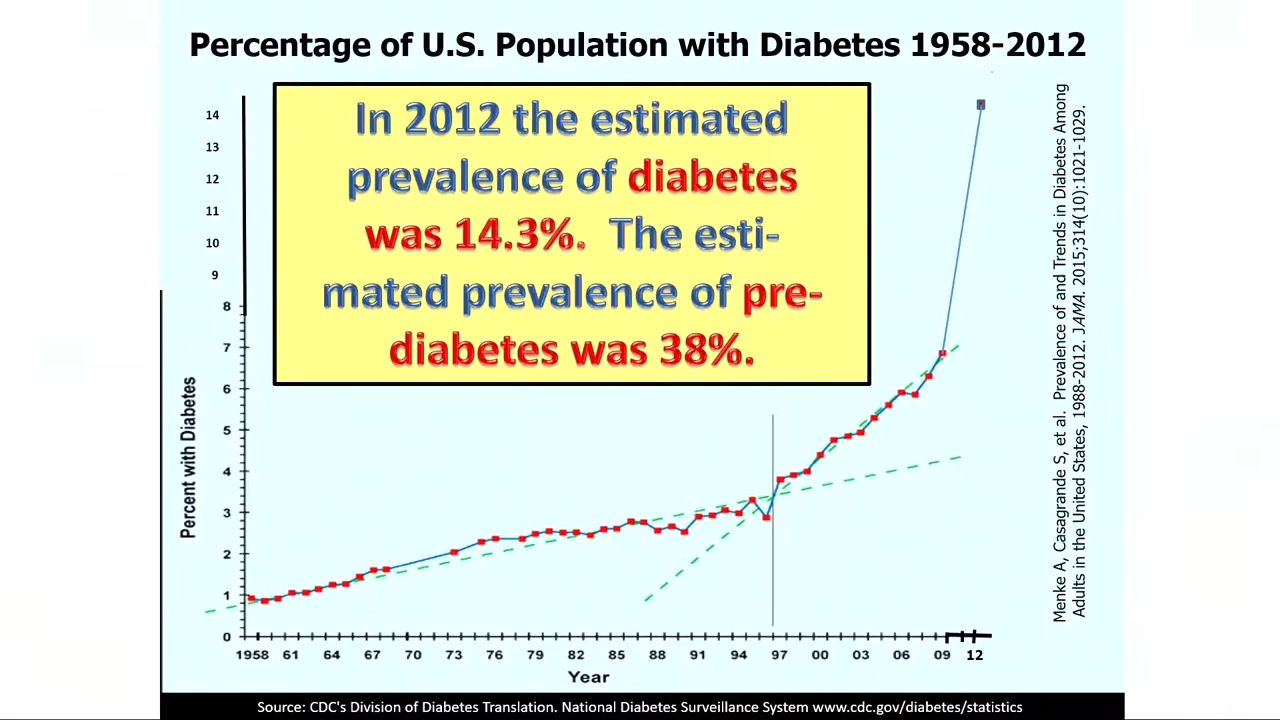 Percentage of U.S. Population with Diabetes 1958-2012
In 2012 the estimated
prevalence of diabetes
was 14.3%. The esti-
mated prevalence of pre-
diabetes was 38%.
14
13
12
11
10
9
8
7
6
5
4
3
2
1
0
Percent with Diabetes
1958 61 64 67 70 73 76 79 82 85 88 91 94 97 00 03 06 09 12
Year
Menke A, Casagrande S, et al. Prevalence of and Trends in Diabetes Among
Adults in the United States, 1988-2012. JAMA. 2015;314(10):1021-1029.
Source: CDC's Division of Diabetes Translation. National Diabetes Surveillance System www.cdc.gov/diabetes/statistics